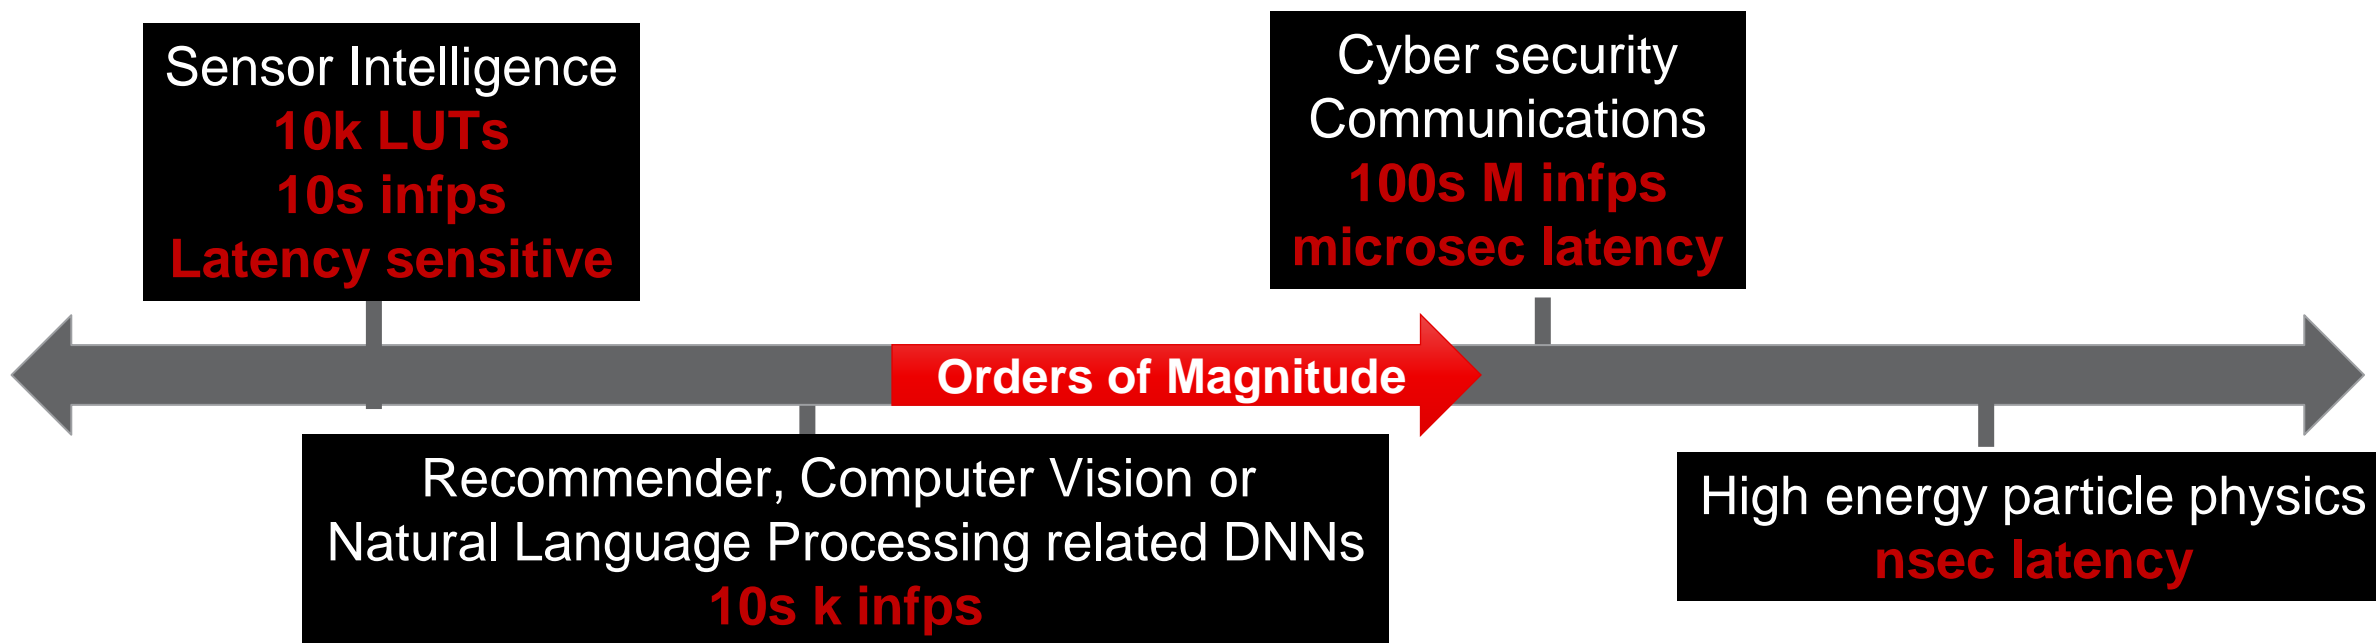 Sensor Intelligence
10k LUTs
10s infps
Latency sensitive
Cyber security
Communications
100s M infps
microsec latency
Orders of Magnitude
Recommender, Computer Vision or
Natural Language Processing related DNNs
10s k infps
High energy particle physics
nsec latency